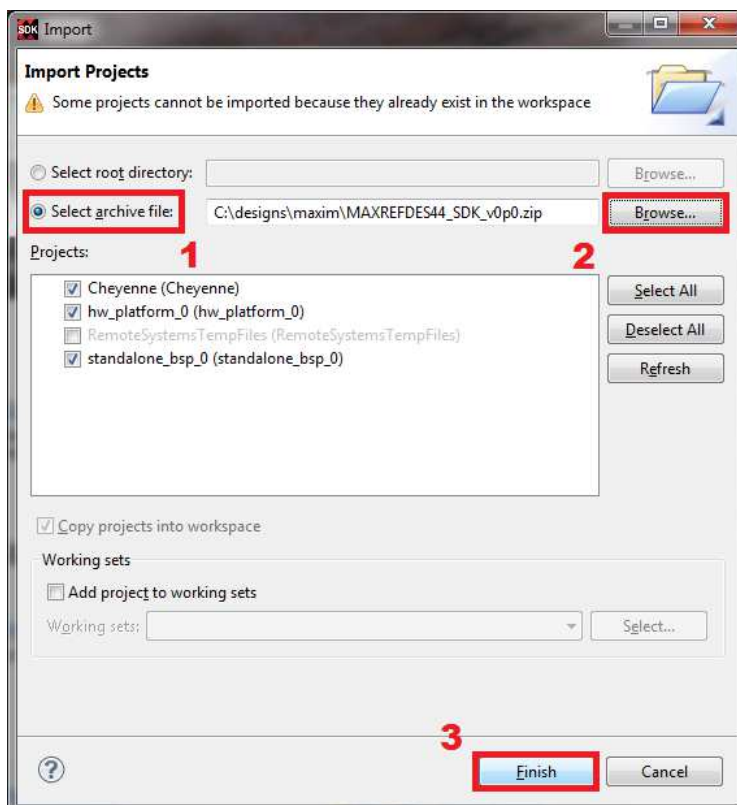 SDK Import
Import Projects
Some projects cannot be imported because they already exist in the workspace
Select root directory:
Browse...
Select archive file:
C:\designs\maxim\MAXREFDES44_SDK_v0p0.zip
Browse...
1
2
Projects:
Cheyenne (Cheyenne)
hw_platform_0 (hw_platform_0)
RemoteSystemsTempFiles (RemoteSystemsTempFiles)
standalone_bsp_0 (standalone_bsp_0)
Select All
Deselect All
Refresh
Copy projects into workspace
Working sets
Add project to working sets
Working sets:
Select...
3
?
Finish
Cancel